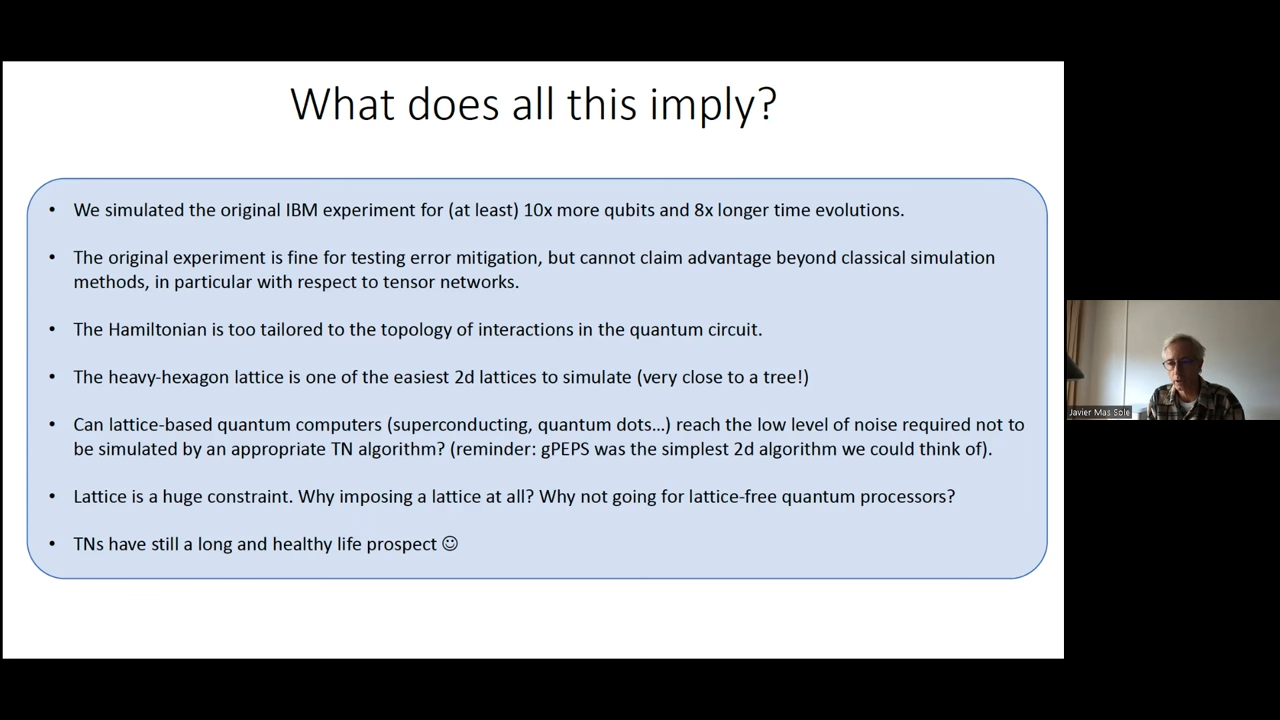 What does all this imply?
• We simulated the original IBM experiment for (at least) 10x more qubits and 8x longer time evolutions.
• The original experiment is fine for testing error mitigation, but cannot claim advantage beyond classical simulation
methods, in particular with respect to tensor networks.
• The Hamiltonian is too tailored to the topology of interactions in the quantum circuit.
• The heavy-hexagon lattice is one of the easiest 2d lattices to simulate (very close to a tree!)
• Can lattice-based quantum computers (superconducting, quantum dots…) reach the low level of noise required not to
be simulated by an appropriate TN algorithm? (reminder: gPEPS was the simplest 2d algorithm we could think of).
• Lattice is a huge constraint. Why imposing a lattice at all? Why not going for lattice-free quantum processors?
• TNs have still a long and healthy life prospect ☺
Javier Mas Sole